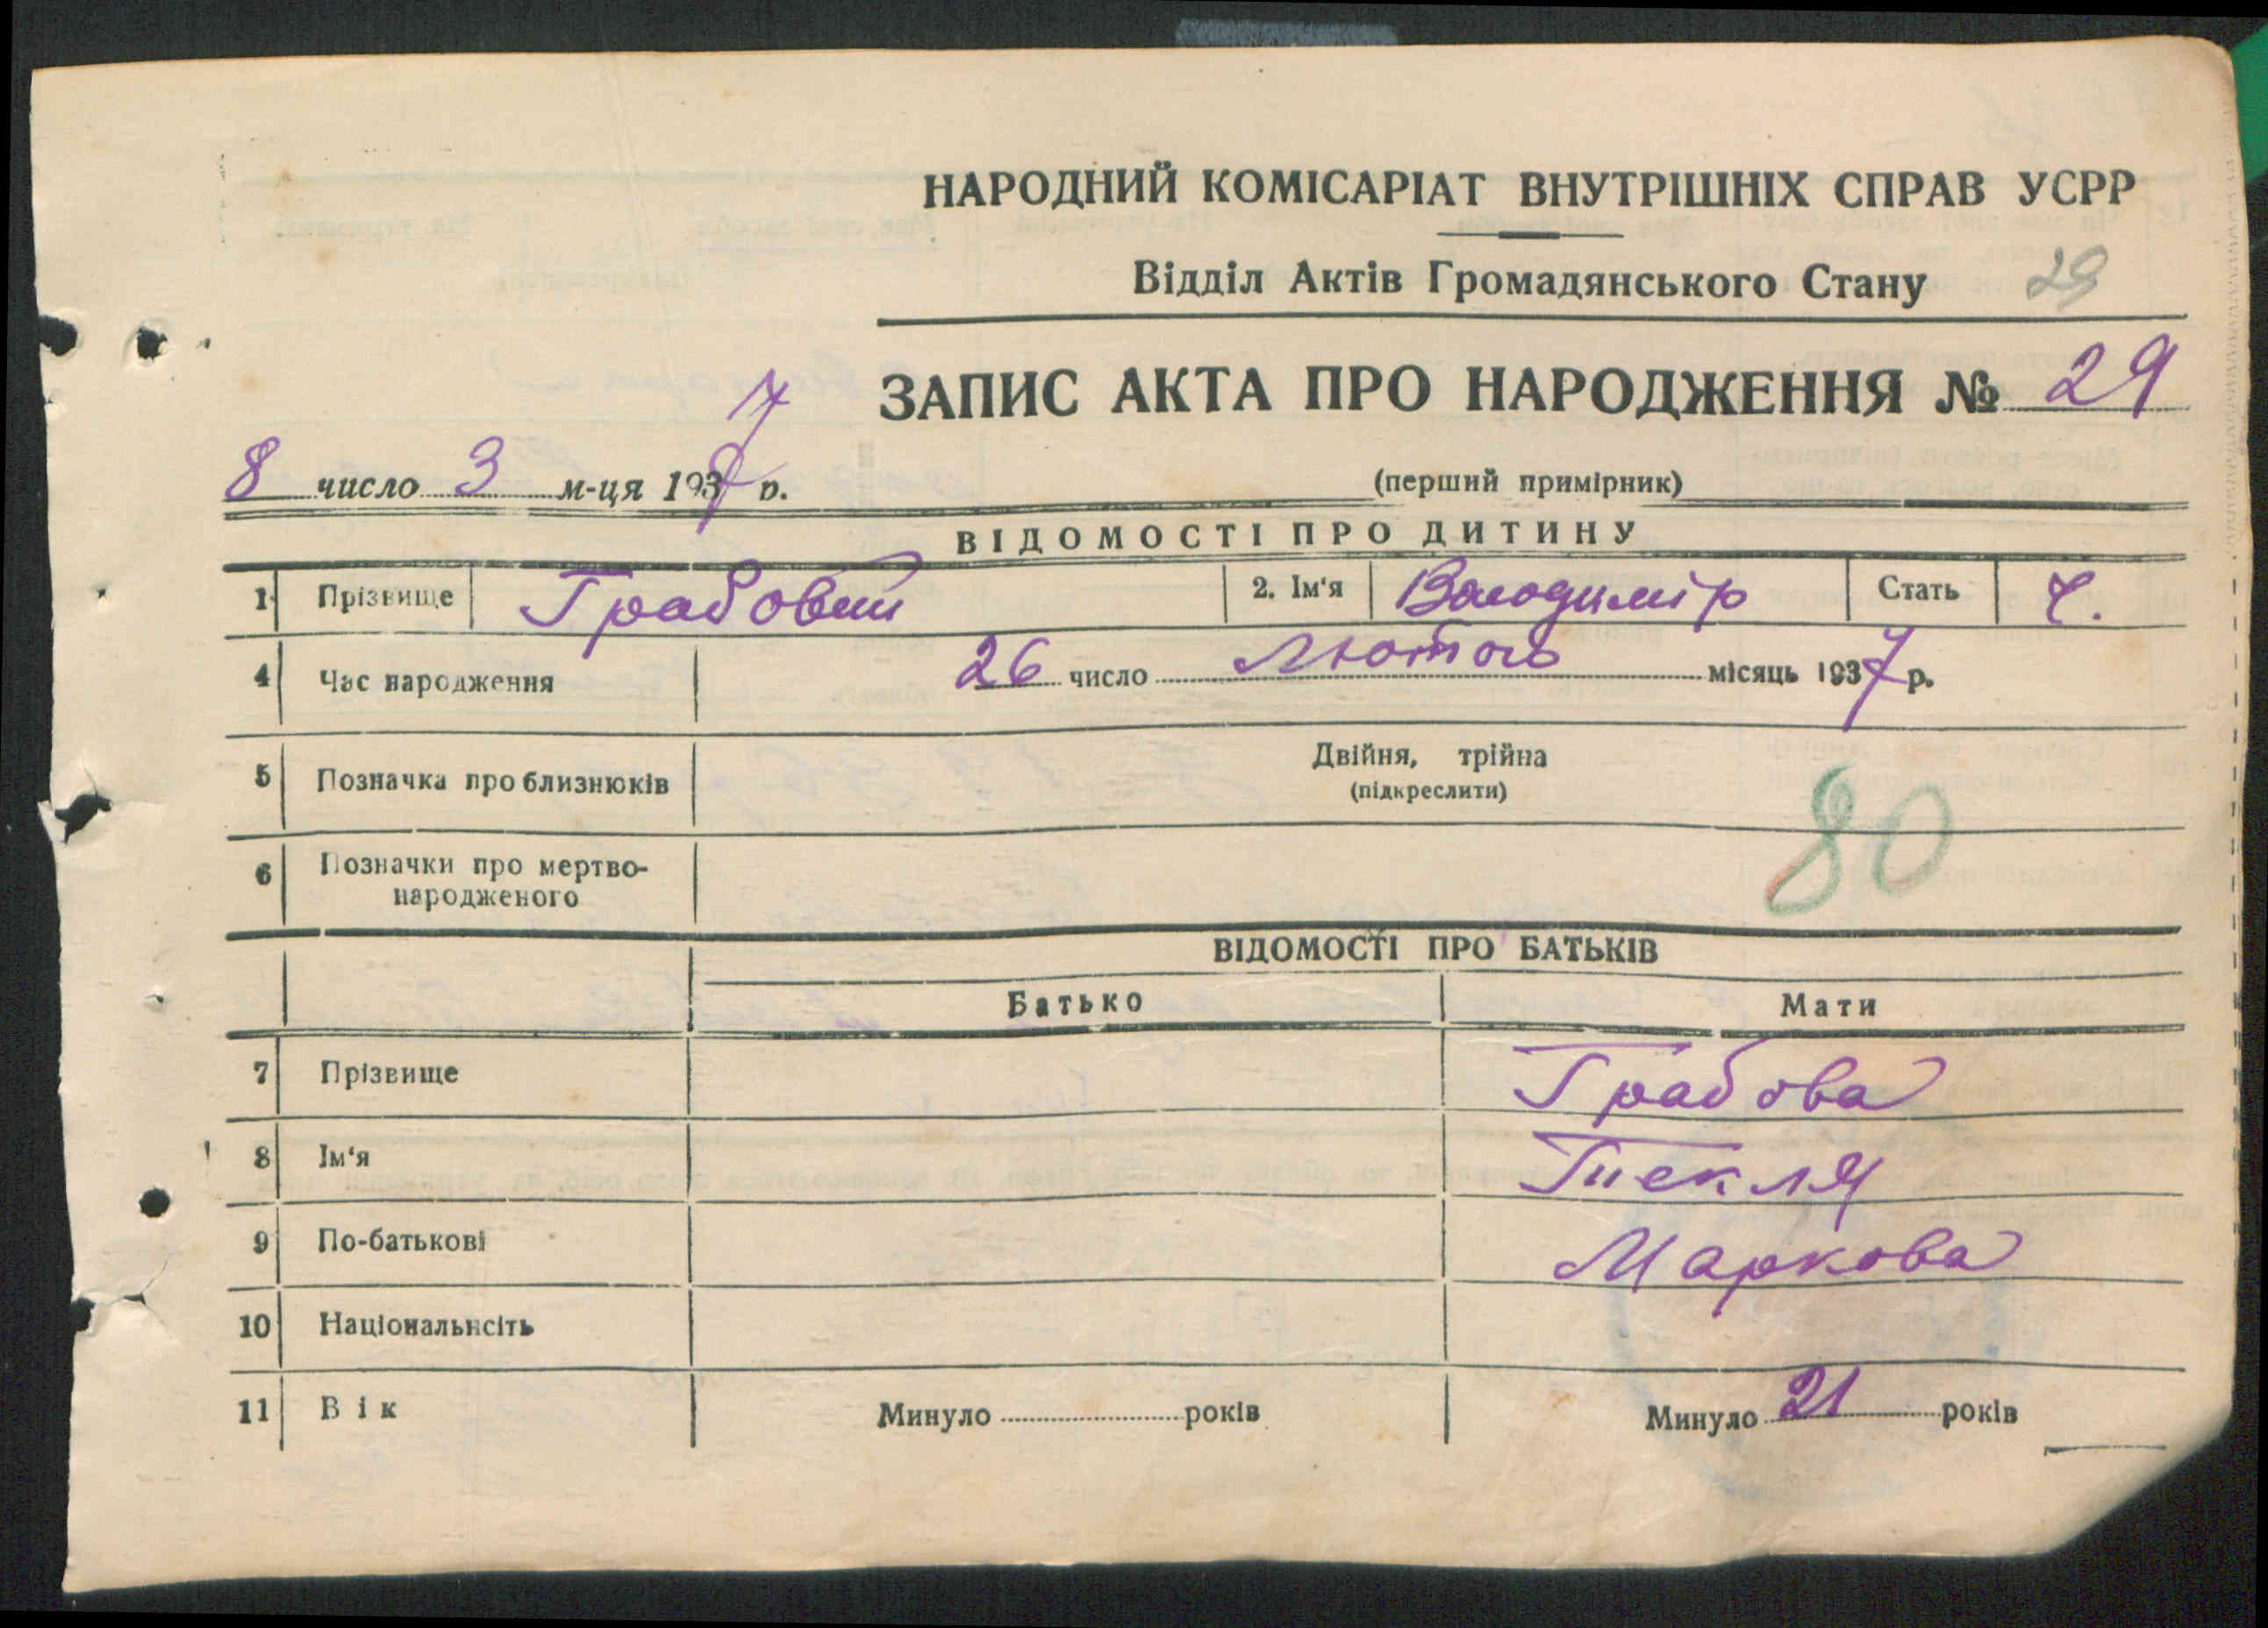 НАРОДНИЙ КОМІСАРІАТ ВНУТРІШНІХ СПРАВ УСРР
Відділ Актів Громадянського Стану 29
ЗАПИС АКТА ПРО НАРОДЖЕННЯ № 29
8 число 3 м-ця 1937 р.
(перший примірник)
ВІДОМОСТІ ПРО ДИТИНУ
1 Прізвище Грабовий 2. Ім'я Володимір Стать Ч.
4 Час народження 26 число Лютого місяць 1937 р.
5 Позначка про близнюків Двійня, трійна
(підкреслити)
80
6 Позначки про мертво-
народженого
ВІДОМОСТІ ПРО БАТЬКІВ
Батько Мати
7 Прізвище Грабова
8 Ім'я Текля
9 По-батькові Маркова
10 Національнсіть
11 Вік Минуло років Минуло 21 років